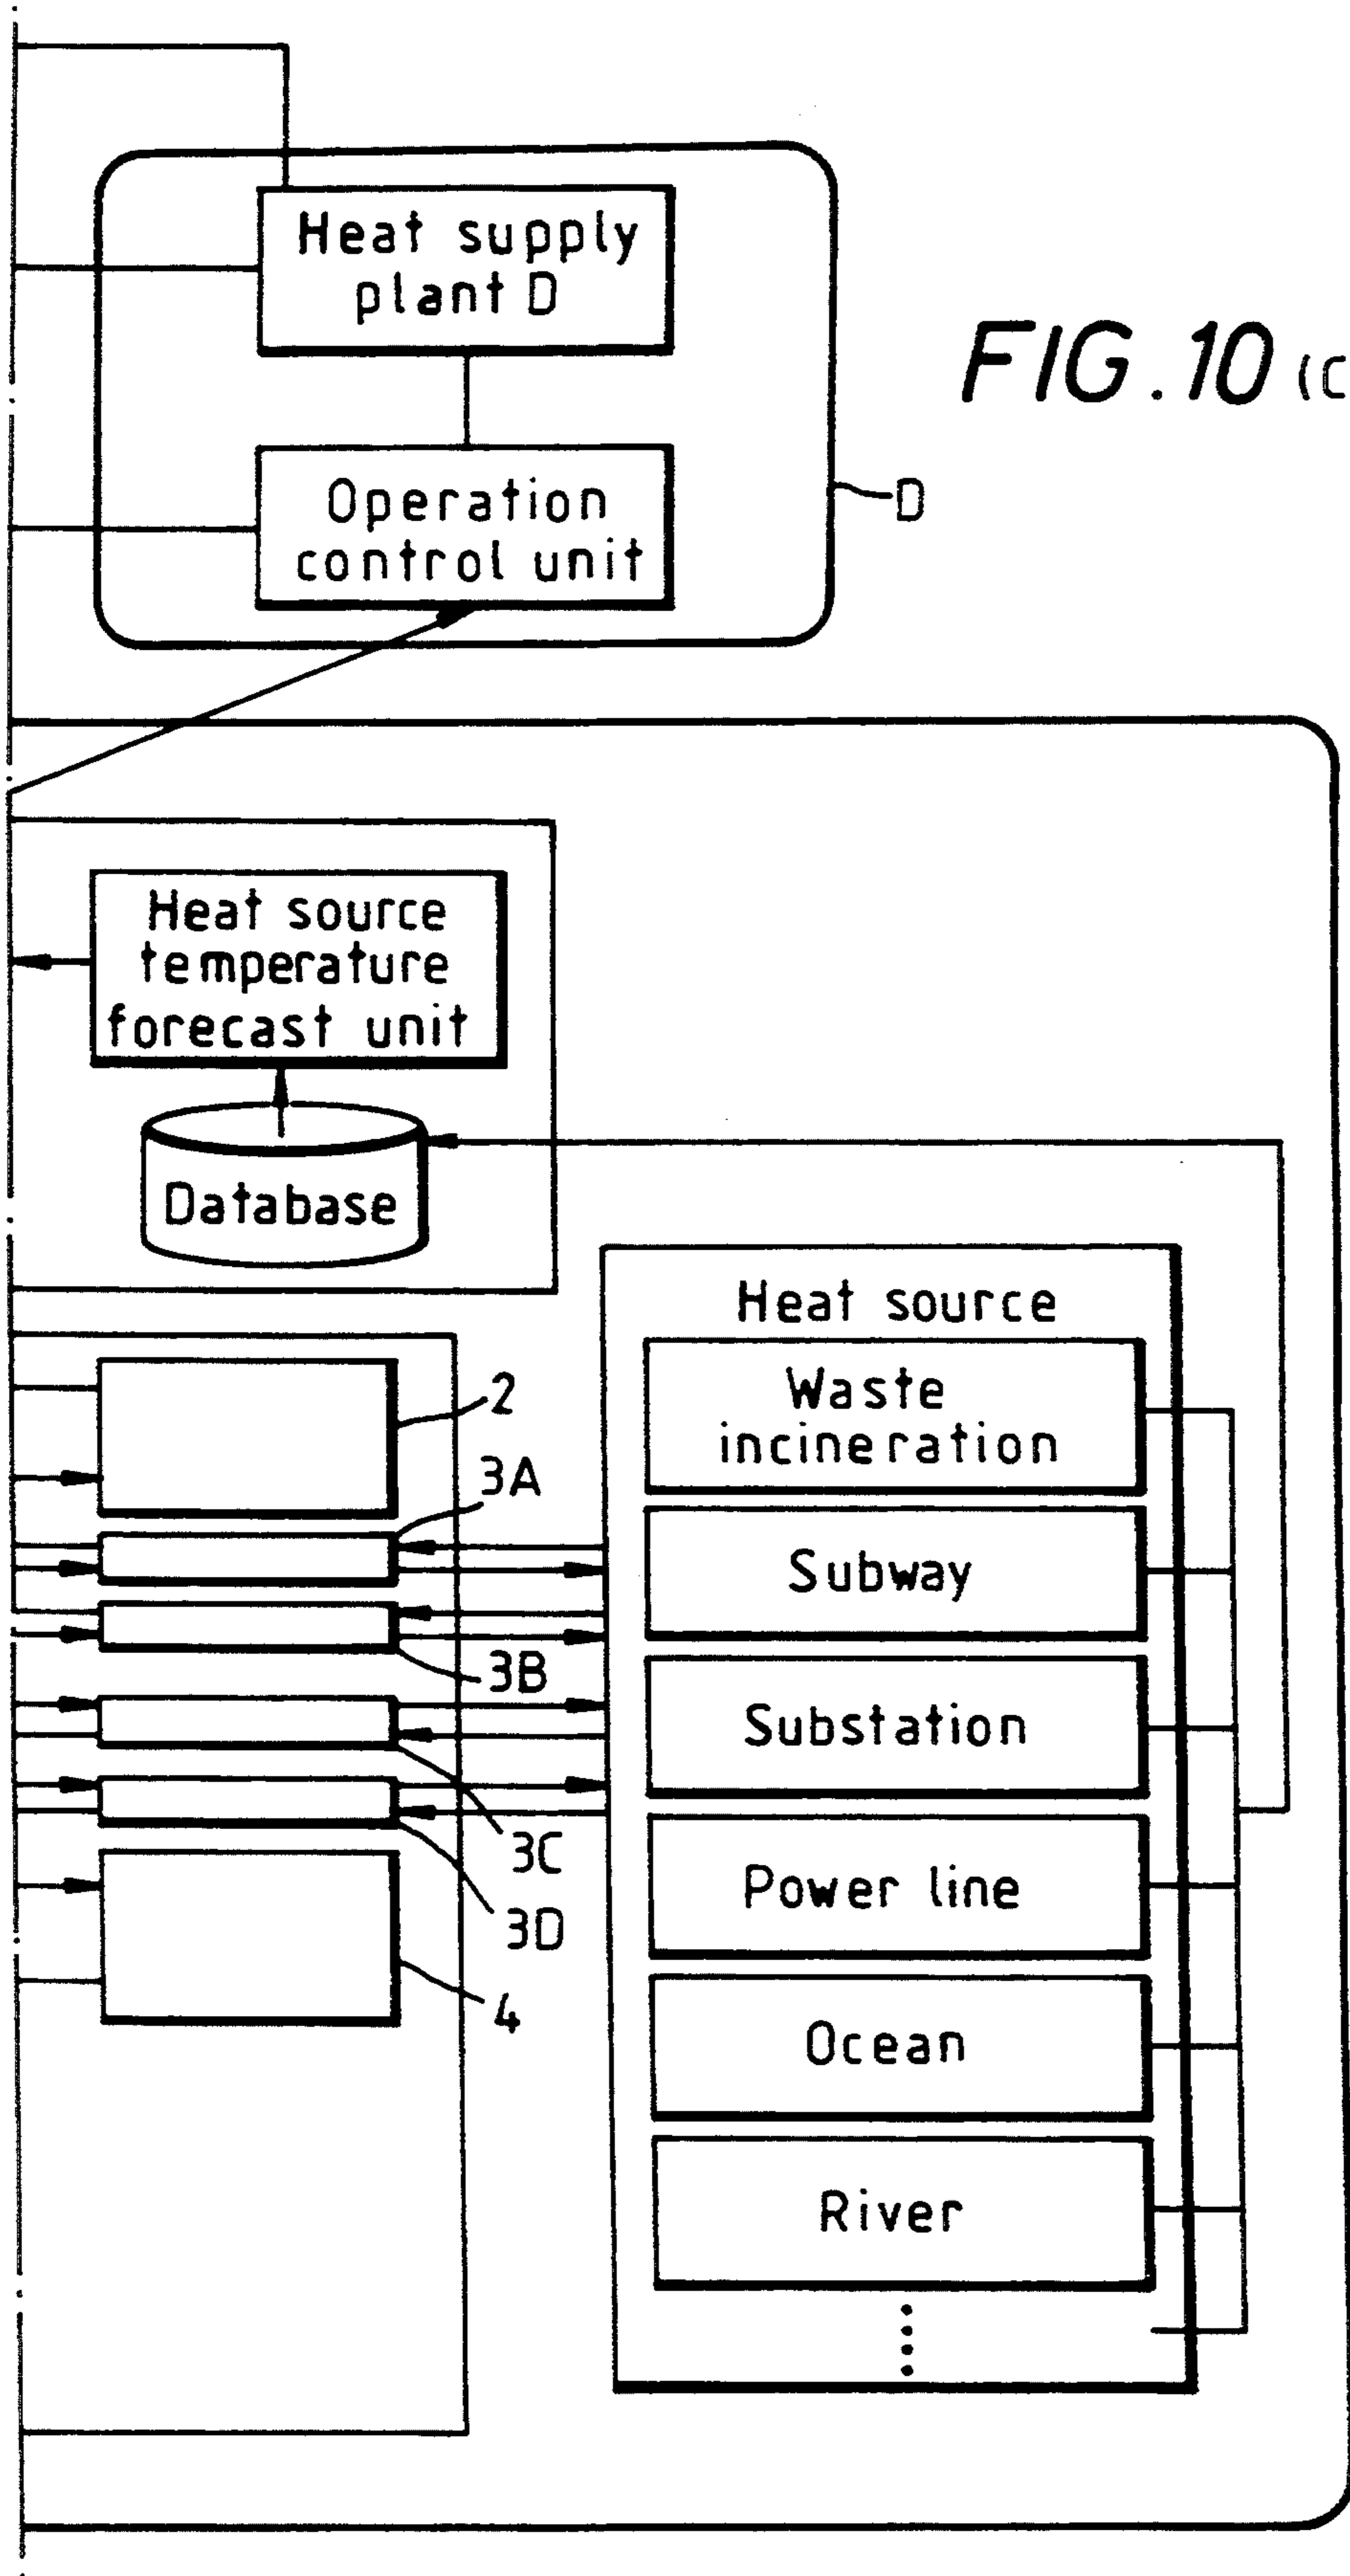 Heat supply
plant D
FIG. 10 (C
Operation
control unit
D
Heat source
temperature
forecast unit
Database
Heat source
Waste
incineration
2
3A
Subway
3B
Substation
3C
Power line
3D
4
Ocean
River